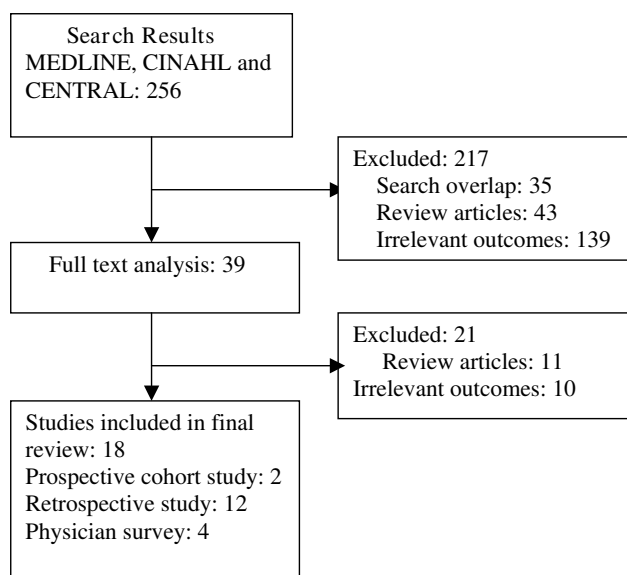 Search Results
MEDLINE, CINAHL and
CENTRAL: 256
Excluded: 217
Search overlap: 35
Review articles: 43
Irrelevant outcomes: 139
Full text analysis: 39
Excluded: 21
Review articles: 11
Irrelevant outcomes: 10
Studies included in final
review: 18
Prospective cohort study: 2
Retrospective study: 12
Physician survey: 4